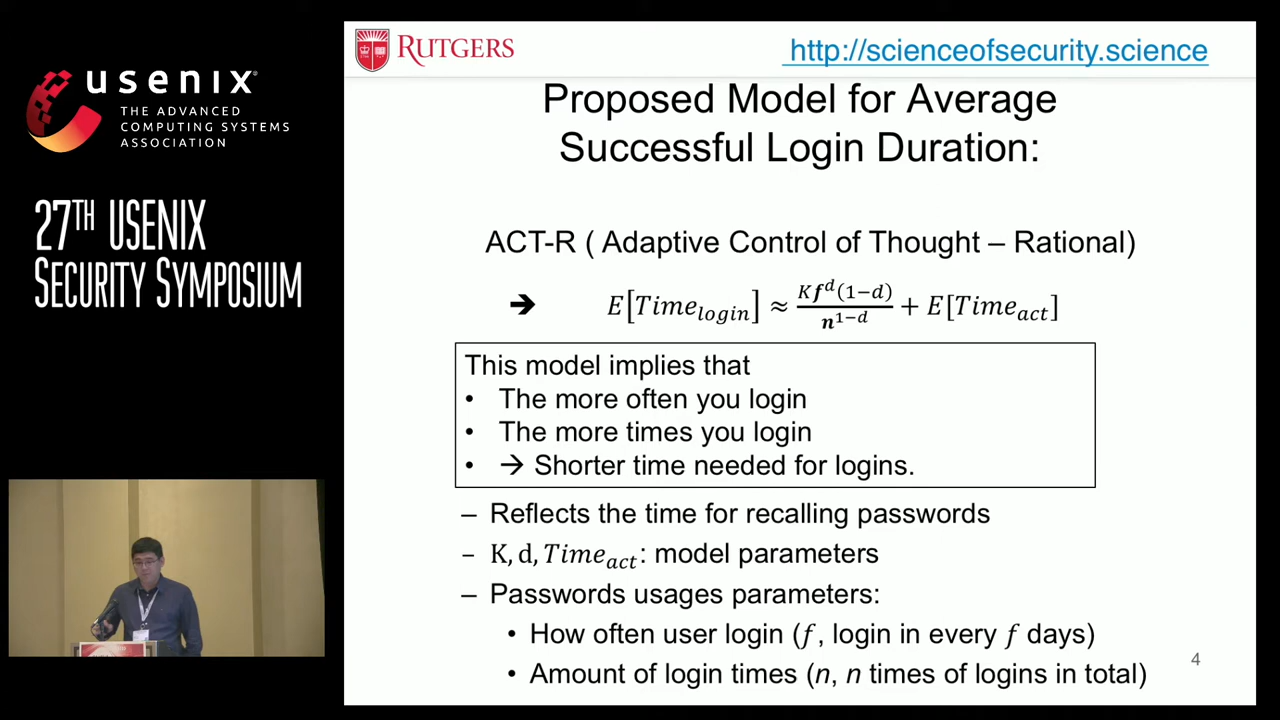 usenix
THE ADVANCED
COMPUTING SYSTEMS
ASSOCIATION
27TH USENIX
SECURITY SYMPOSIUM
RUTGERS
http://scienceofsecurity.science
Proposed Model for Average
Successful Login Duration:
ACT-R ( Adaptive Control of Thought – Rational)
➔ E[Time_login] ≈ Kf^d(1−d) / n^(1−d) + E[Time_act]
This model implies that
• The more often you login
• The more times you login
• → Shorter time needed for logins.
– Reflects the time for recalling passwords
– K, d, Time_act: model parameters
– Passwords usages parameters:
• How often user login (f, login in every f days)
• Amount of login times (n, n times of logins in total)
4